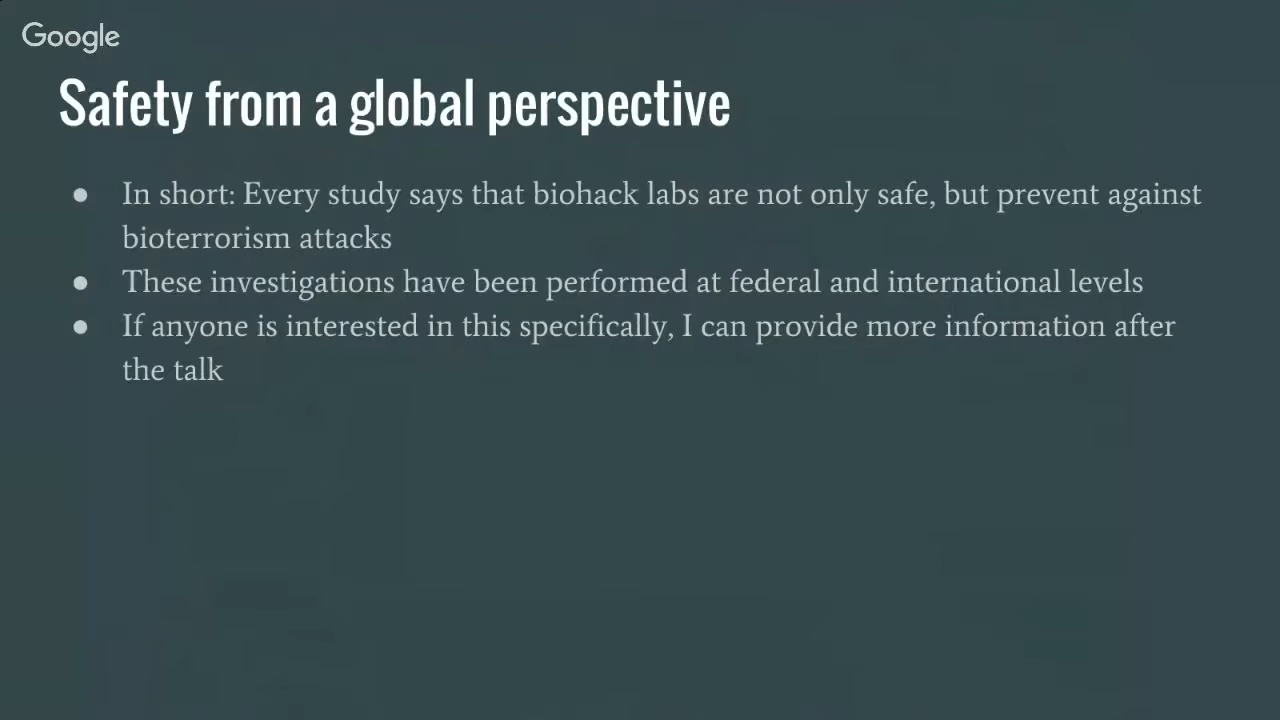 Google
Safety from a global perspective
● In short: Every study says that biohack labs are not only safe, but prevent against
bioterrorism attacks
● These investigations have been performed at federal and international levels
● If anyone is interested in this specifically, I can provide more information after
the talk